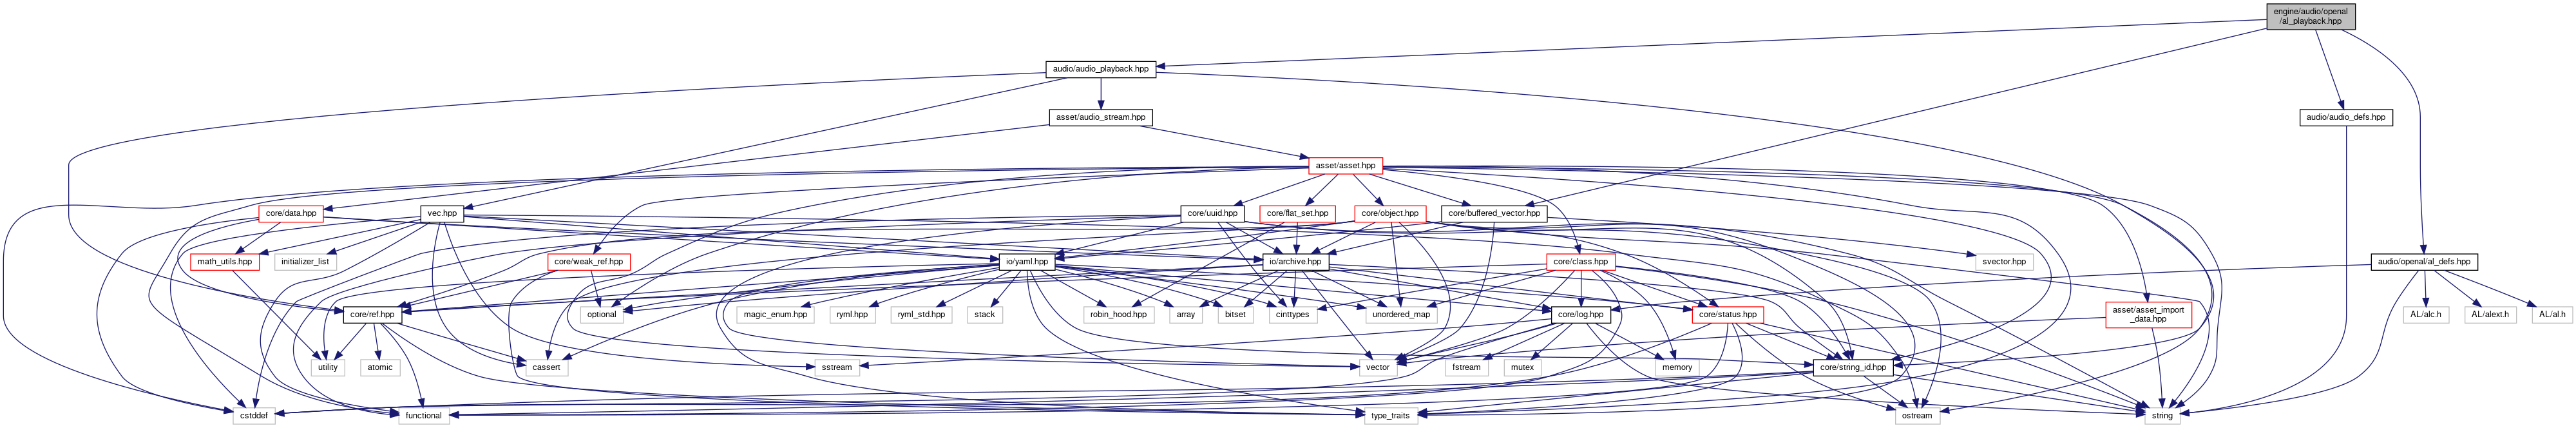 engine/audio/openal
/al_playback.hpp
audio/audio_playback.hpp
asset/audio_stream.hpp
audio/audio_defs.hpp
asset/asset.hpp
core/data.hpp
vec.hpp
core/uuid.hpp
core/flat_set.hpp
core/object.hpp
core/buffered_vector.hpp
math_utils.hpp
initializer_list
core/weak_ref.hpp
io/yaml.hpp
io/archive.hpp
core/class.hpp
svector.hpp
audio/openal/al_defs.hpp
core/ref.hpp
optional
magic_enum.hpp
ryml.hpp
ryml_std.hpp
stack
robin_hood.hpp
array
bitset
cinttypes
unordered_map
core/log.hpp
core/status.hpp
asset/asset_import
_data.hpp
AL/alc.h
AL/alext.h
AL/al.h
utility
atomic
cassert
sstream
vector
fstream
mutex
memory
core/string_id.hpp
cstddef
functional
type_traits
ostream
string